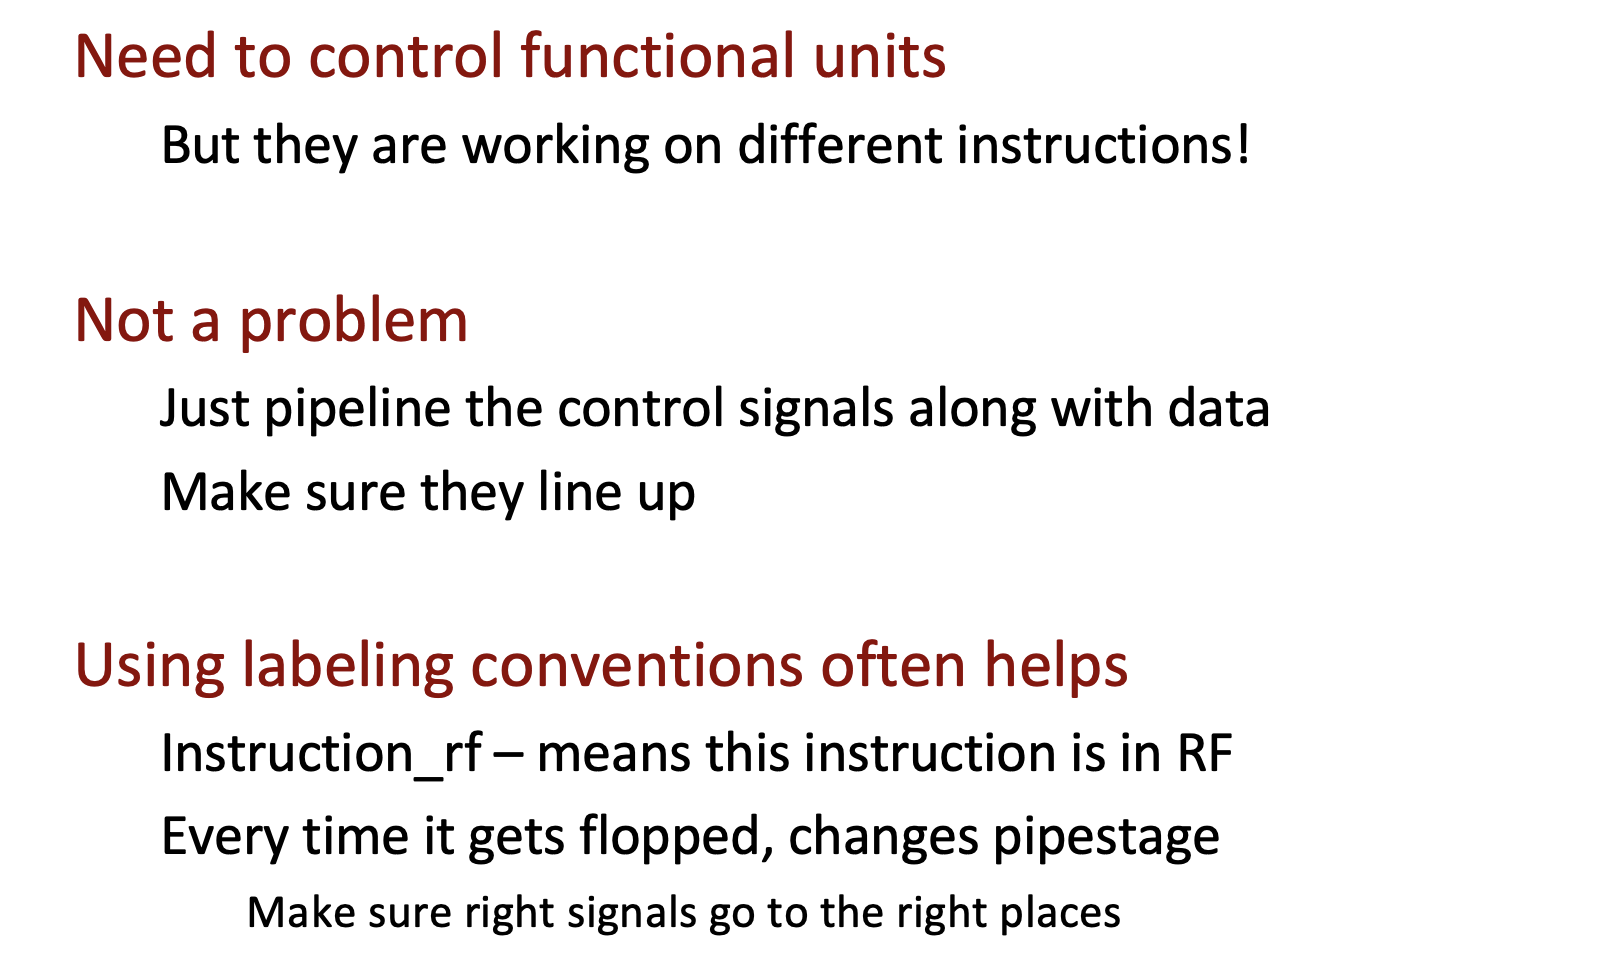 Need to control functional units
But they are working on different instructions!
Not a problem
Just pipeline the control signals along with data
Make sure they line up
Using labeling conventions often helps
Instruction_rf – means this instruction is in RF
Every time it gets flopped, changes pipestage
Make sure right signals go to the right places